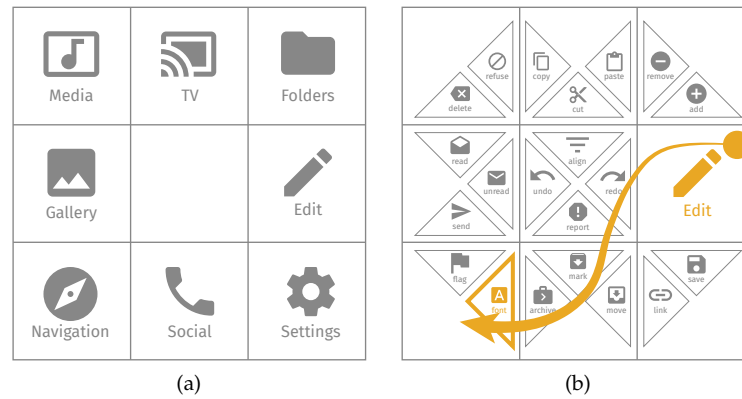 Media TV Folders
Gallery Edit
Navigation Social Settings
(a)
refuse copy paste remove
delete cut add
read align
unread undo redo
Edit
send report
flag mark save
A
font archive move link
(b)